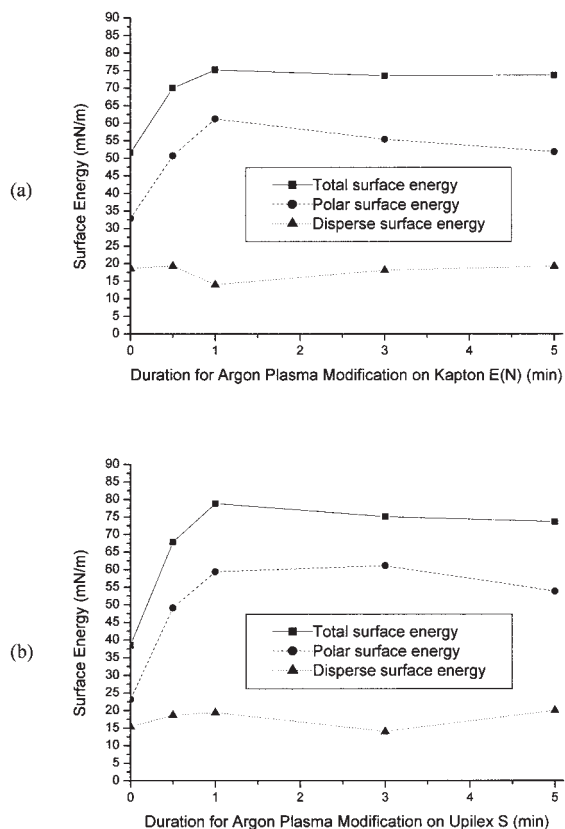 (a)
Surface Energy (mN/m)
90
85
80
75
70
65
60
55
50
45
40
35
30
25
20
15
10
5
0
Total surface energy
Polar surface energy
Disperse surface energy
0 1 2 3 4 5
Duration for Argon Plasma Modification on Kapton E(N) (min)
(b)
Surface Energy (mN/m)
90
85
80
75
70
65
60
55
50
45
40
35
30
25
20
15
10
5
0
Total surface energy
Polar surface energy
Disperse surface energy
0 1 2 3 4 5
Duration for Argon Plasma Modification on Upilex S (min)